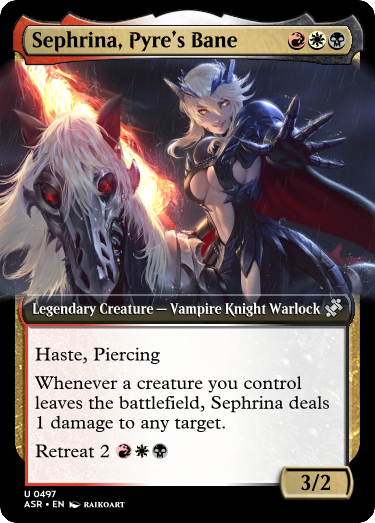 Sephrina, Pyre's Bane
Legendary Creature — Vampire Knight Warlock
Haste, Piercing
Whenever a creature you control
leaves the battlefield, Sephrina deals
1 damage to any target.
Retreat 2
3/2
U 0497
ASR • EN RAIKOART